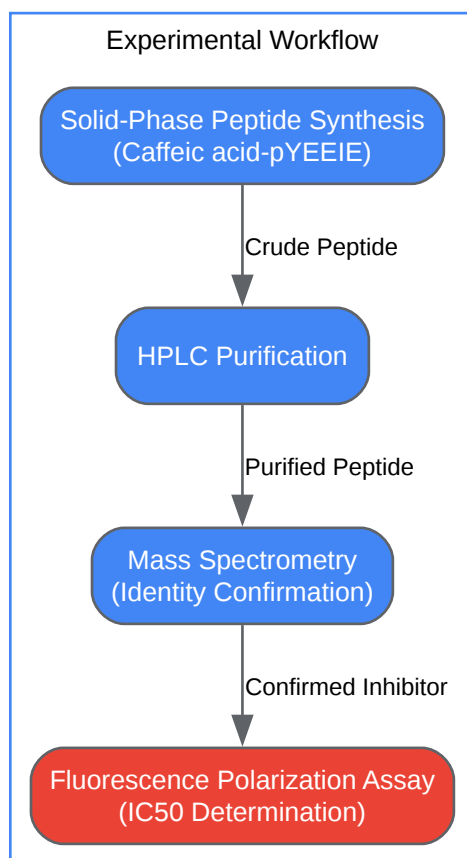 Experimental Workflow
Solid-Phase Peptide Synthesis
(Caffeic acid-pYEEIE)
Crude Peptide
HPLC Purification
Purified Peptide
Mass Spectrometry
(Identity Confirmation)
Confirmed Inhibitor
Fluorescence Polarization Assay
(IC50 Determination)